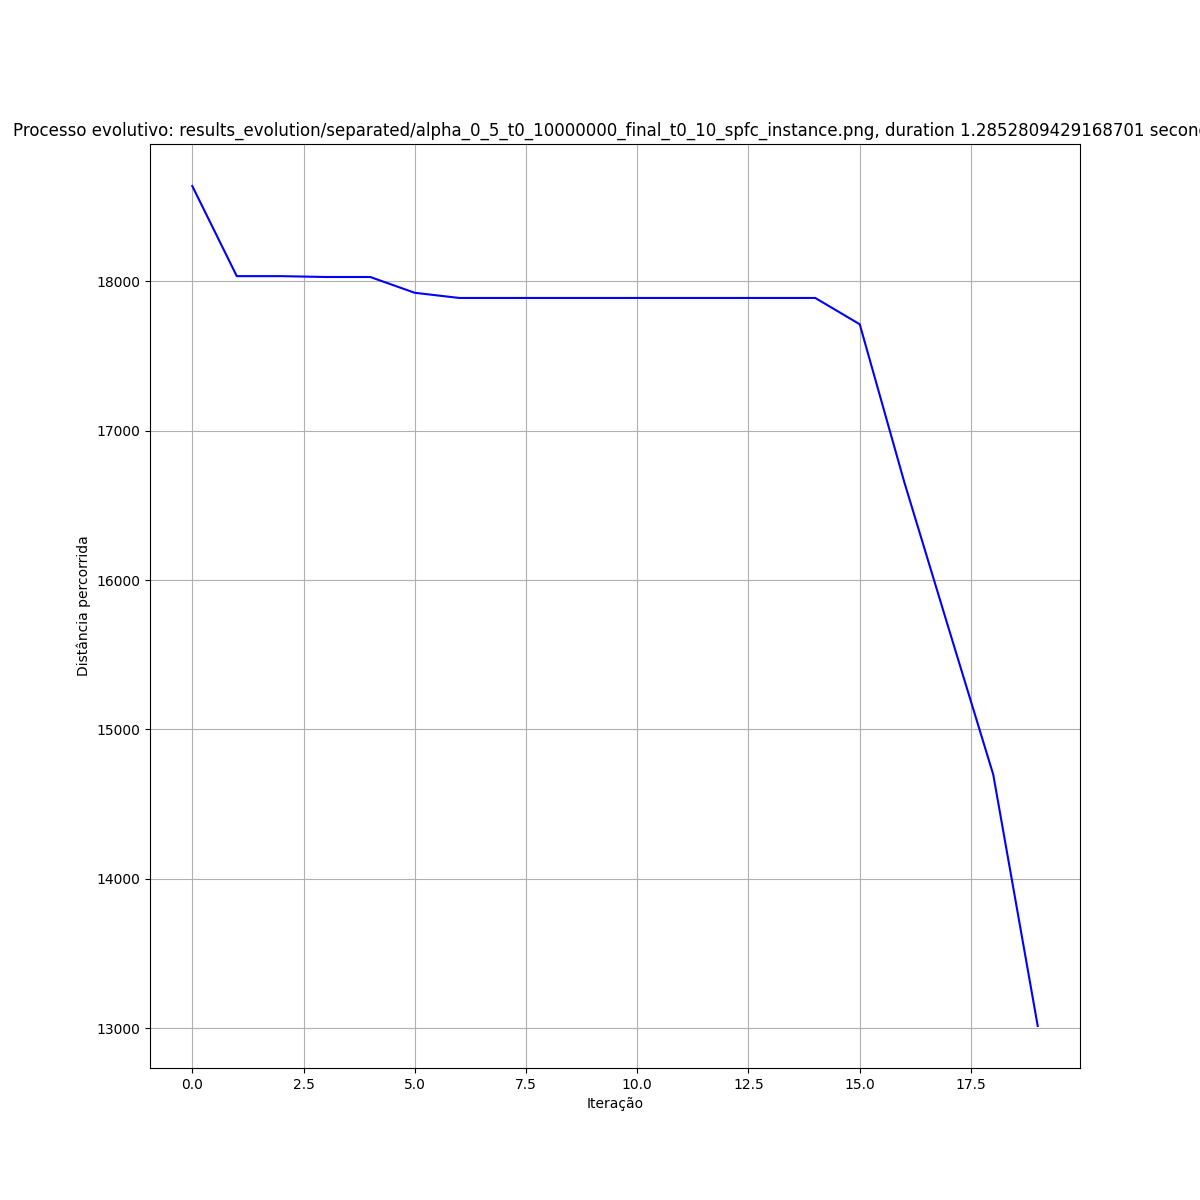 Processo evolutivo: results_evolution/separated/alpha_0_5_t0_10000000_final_t0_10_spfc_instance.png, duration 1.2852809429168701 secon
18000
17000
16000
15000
14000
13000
Distância percorrida
0.0 2.5 5.0 7.5 10.0 12.5 15.0 17.5
Iteração